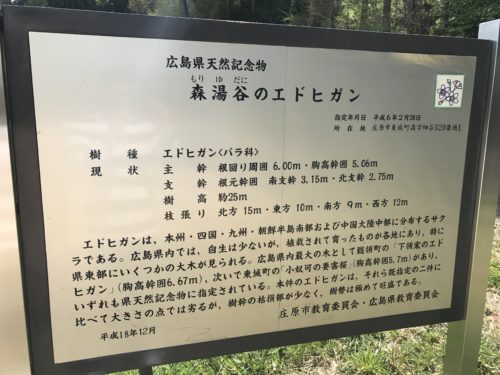 広島県天然記念物
もり ゆ だに
森湯谷のエドヒガン
指定年月日 平成6年2月28日
所在地 庄原市東城町森字細谷520番地1
樹種 エドヒガン〈バラ科〉
現状 主幹 根回り周囲 6.00m・胸高幹囲 5.06m
支幹 根元幹囲 南支幹 3.15m・北支幹 2.75m
樹高 約25m
枝張り 北方 15m・東方 10m・南方 9m・西方 12m
エドヒガンは、本州・四国・九州・朝鮮半島南部および中国大陸中部に分布するサク
ラである。広島県内では、自生は少ないが、植栽されて育ったものが各地にあり、特に
県東部にいくつかの大木が見られる。広島県内最大の木として総領町の「下領家のエド
ヒガン」(胸高幹囲6.67m)、次いで東城町の「小奴可の要害桜」(胸高幹囲5.7m)があり、
いずれも県天然記念物に指定されている。本件のエドヒガンは、それら既指定の二件に
比べて大きさの点では劣るが、樹幹の枯損部が少なく、樹勢は極めて旺盛である。
平成18年12月
庄原市教育委員会・広島県教育委員会